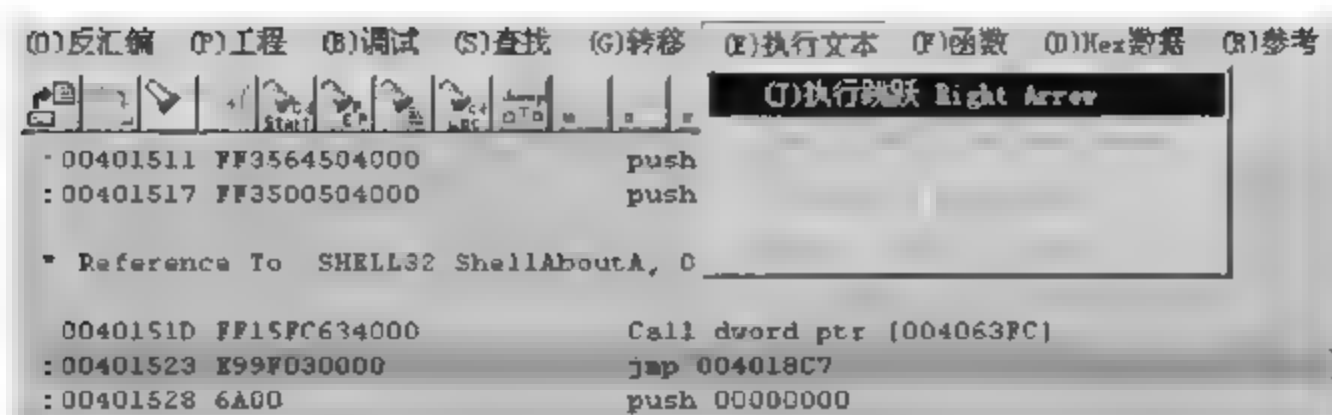 (D)反汇编 (P)工程 (B)调试 (S)查找 (G)转移 (E)执行文本 (F)函数 (D)Hex数据 (R)参考
(J)执行跳跃 Right Arrow
:00401511 FF3564504000 push
:00401517 FF3500504000 push
* Reference To SHELL32 ShellAboutA,
0040151D FF15FC634000 Call dword ptr [004063FC]
:00401523 E99F030000 jmp 004018C7
:00401528 6A00 push 00000000